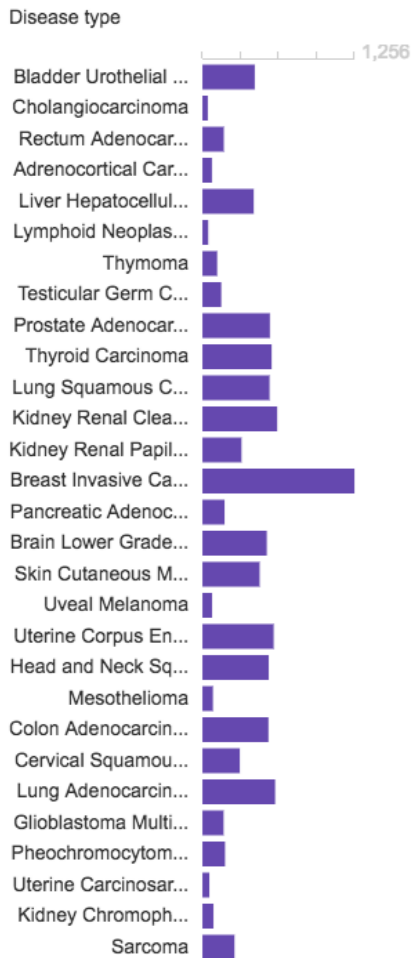 Disease type
1,256
Bladder Urothelial ...
Cholangiocarcinoma
Rectum Adenocar...
Adrenocortical Car...
Liver Hepatocellul...
Lymphoid Neoplas...
Thymoma
Testicular Germ C...
Prostate Adenocar...
Thyroid Carcinoma
Lung Squamous C...
Kidney Renal Clea...
Kidney Renal Papil...
Breast Invasive Ca...
Pancreatic Adenoc...
Brain Lower Grade...
Skin Cutaneous M...
Uveal Melanoma
Uterine Corpus En...
Head and Neck Sq...
Mesothelioma
Colon Adenocarcin...
Cervical Squamou...
Lung Adenocarcin...
Glioblastoma Multi...
Pheochromocytom...
Uterine Carcinosar...
Kidney Chromoph...
Sarcoma